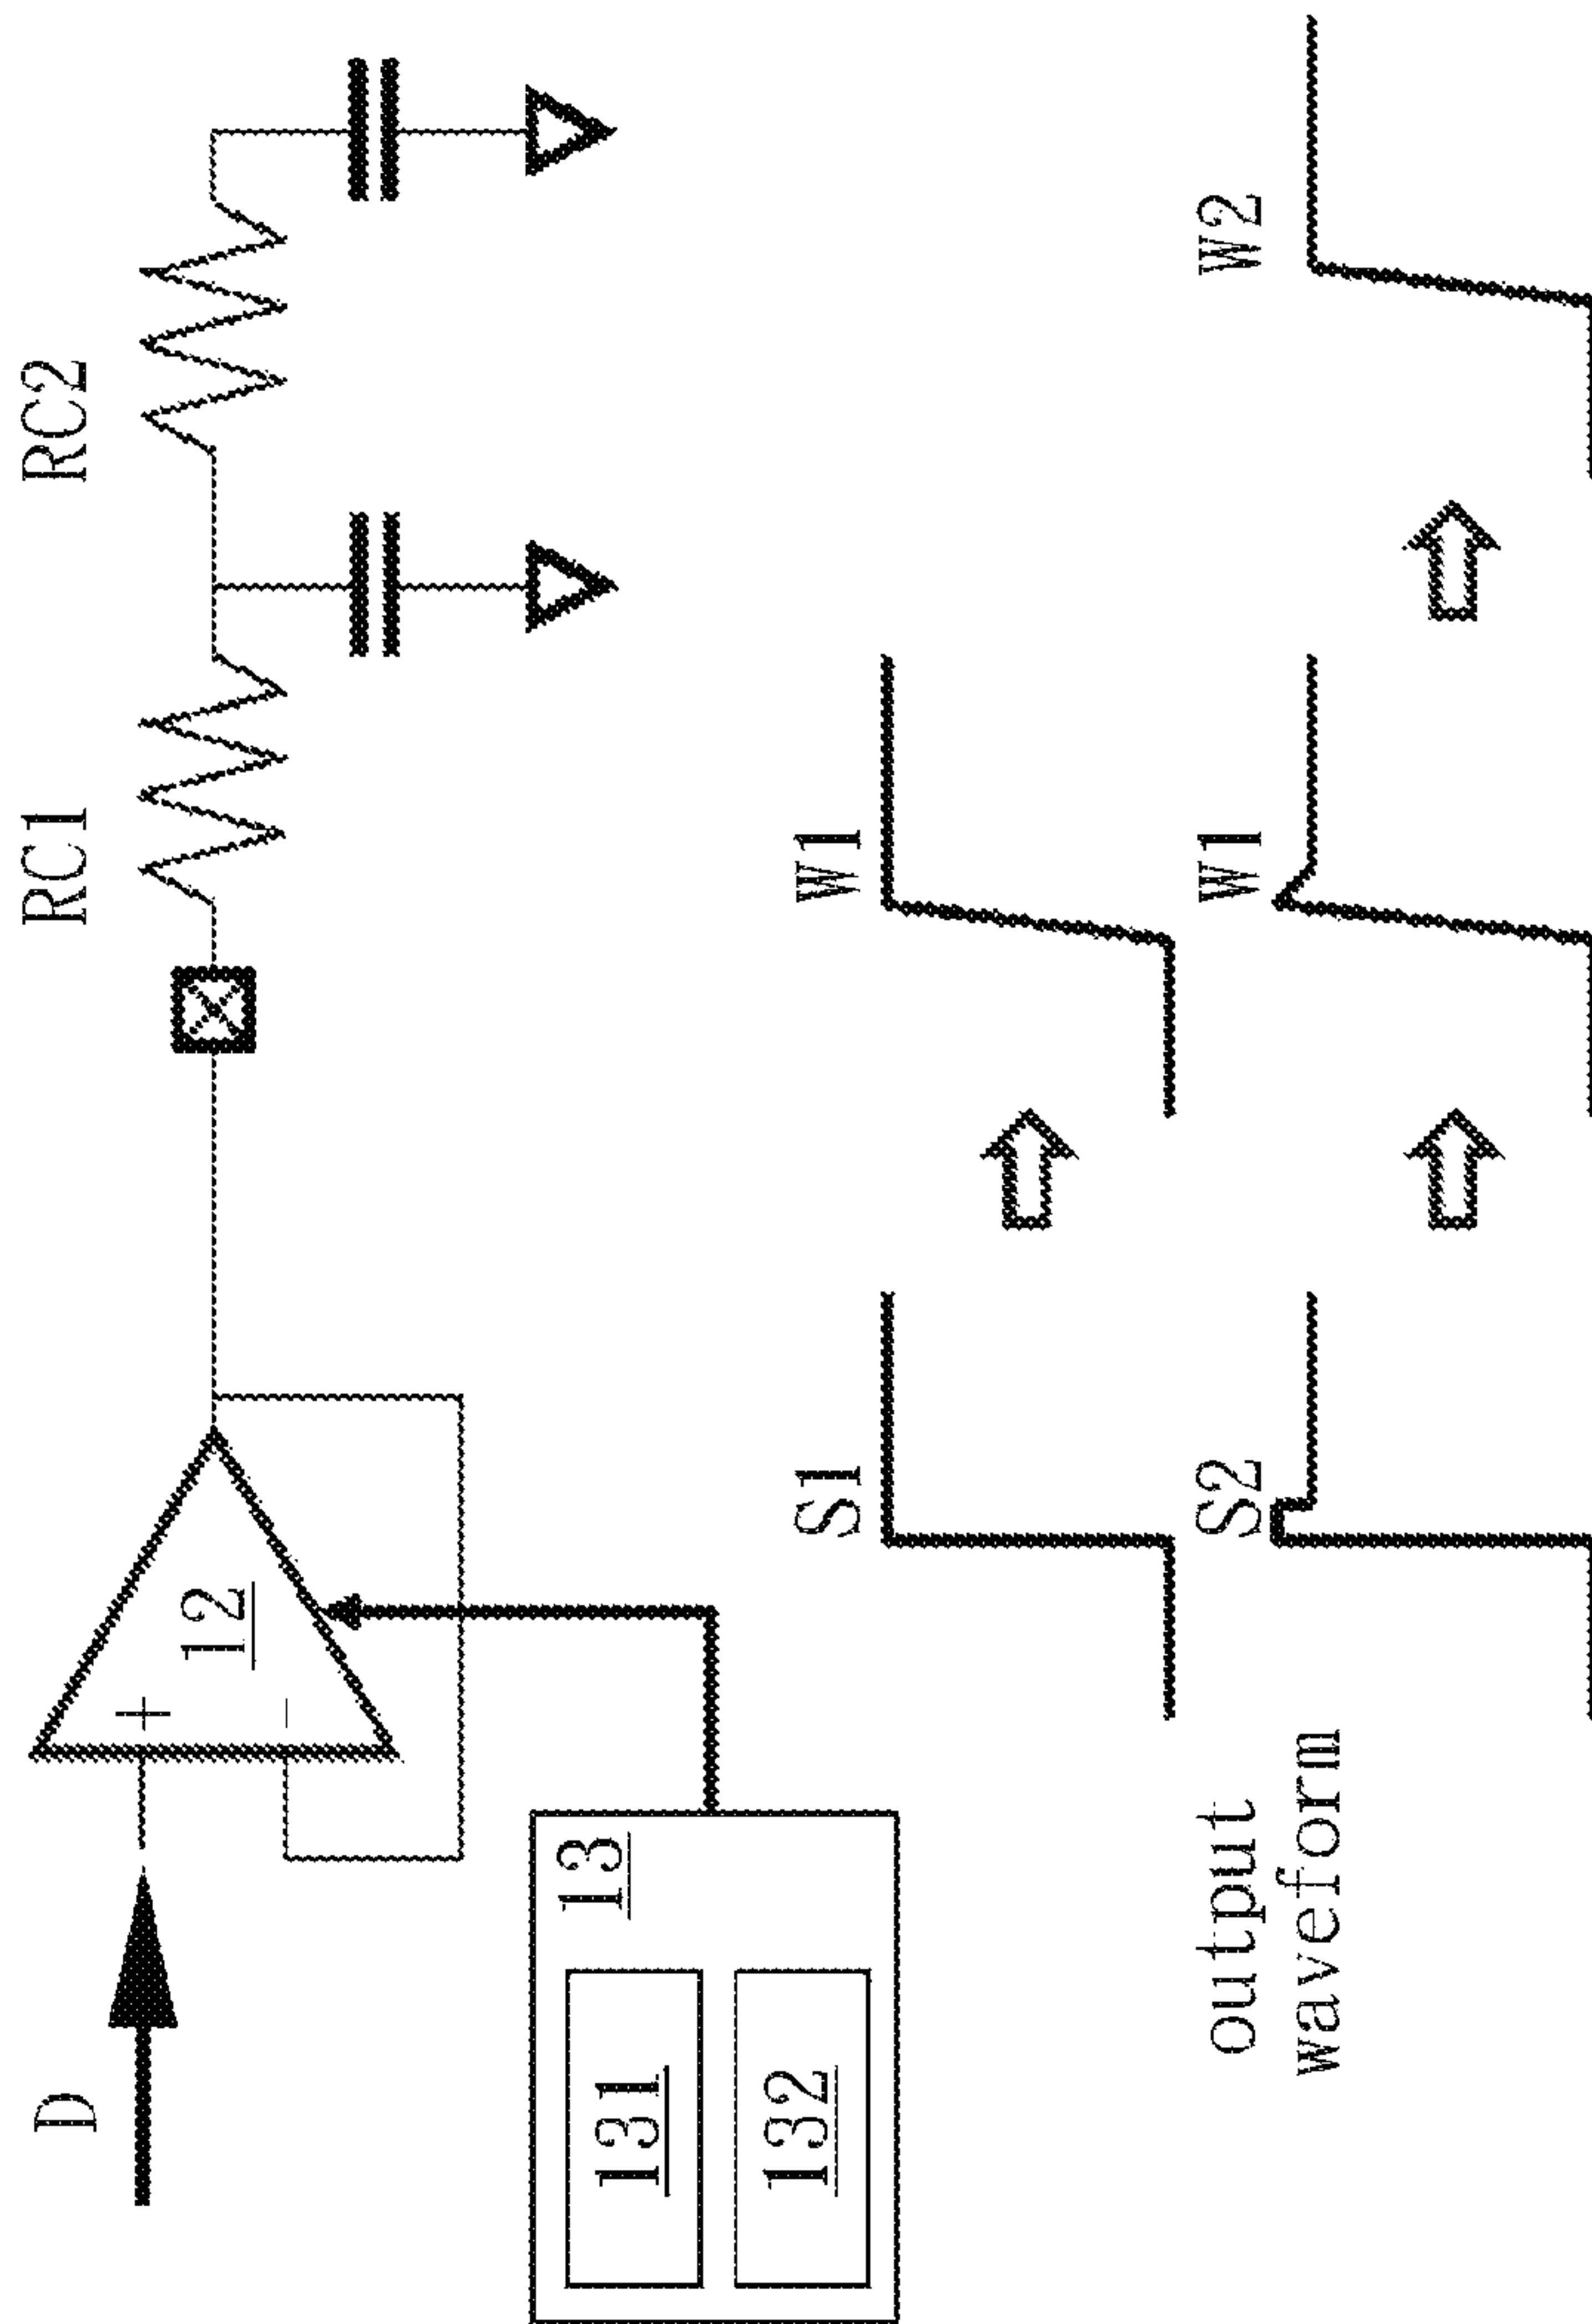 D
+
12
−
RC1
RC2
13
131
132
S1
W1
output
waveform
S2
W1
W2